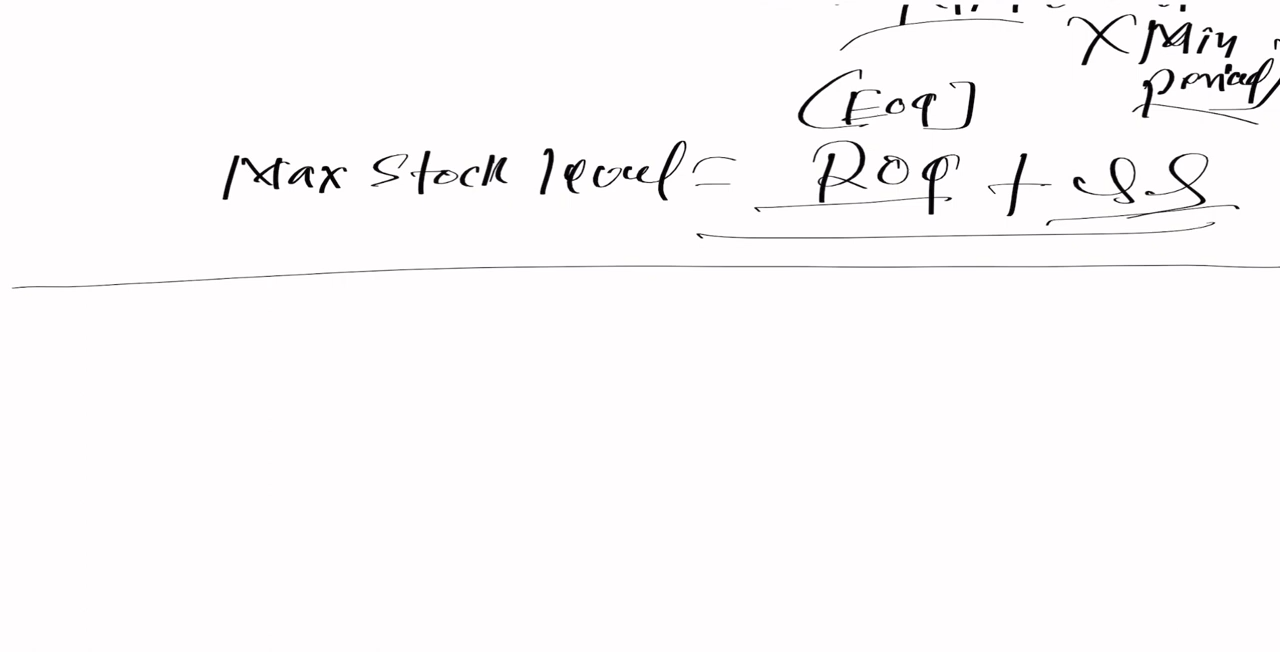 X Min
period)
(EOQ]
Max Stock level = ROQ + S.S